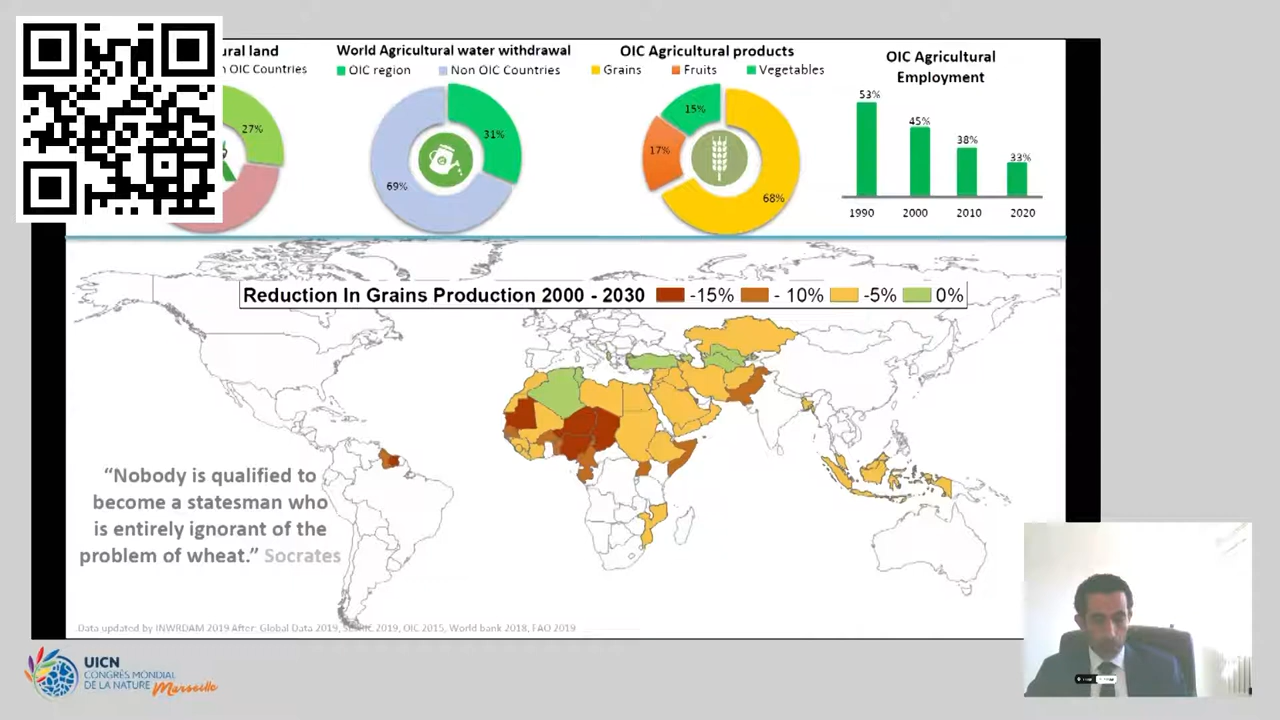 ural land
OIC Countries
27%
World Agricultural water withdrawal
OIC region Non OIC Countries
31%
69%
OIC Agricultural products
Grains Fruits Vegetables
15%
17%
68%
OIC Agricultural
Employment
53%
45%
38%
33%
1990 2000 2010 2020
Reduction In Grains Production 2000 - 2030 -15% - 10% -5% 0%
“Nobody is qualified to
become a statesman who
is entirely ignorant of the
problem of wheat.” Socrates
Data updated by INWRDAM 2019 After: Global Data 2019, 2019, OIC 2015, World bank 2018, FAO 2019
UICN
CONGRÈS MONDIAL
DE LA NATURE Marseille